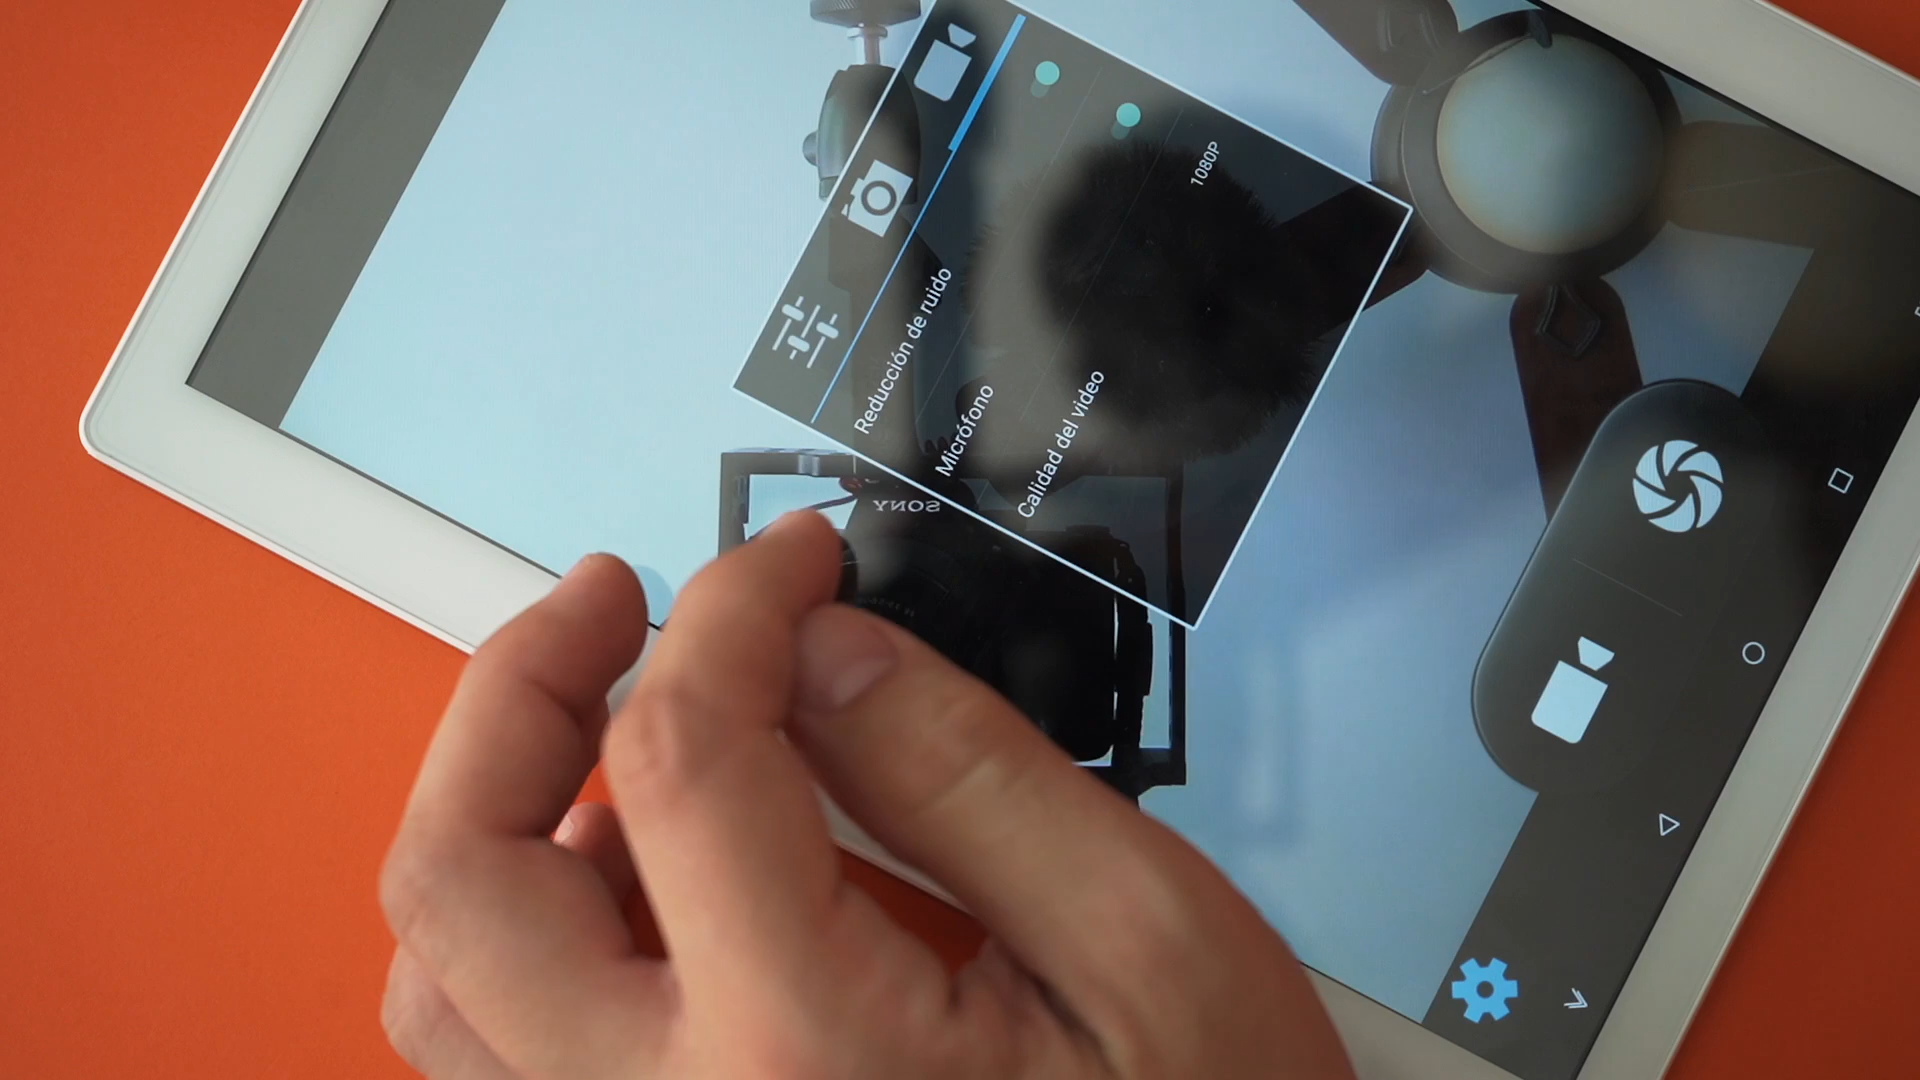 Reducción de ruido
Micrófono
Calidad del video
1080P
SONY